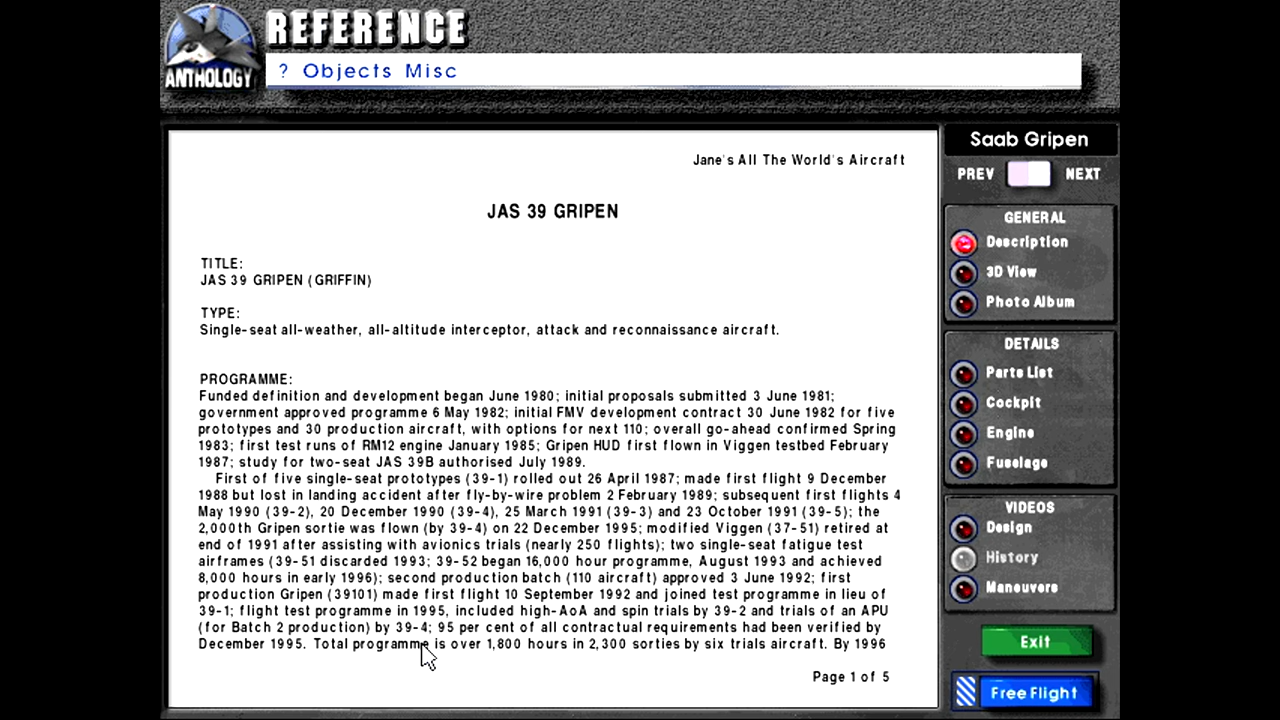 REFERENCE
ANTHOLOGY
? Objects Misc
Jane's All The World's Aircraft
JAS 39 GRIPEN
TITLE:
JAS 39 GRIPEN (GRIFFIN)
TYPE:
Single-seat all-weather, all-altitude interceptor, attack and reconnaissance aircraft.
PROGRAMME:
Funded definition and development began June 1980; initial proposals submitted 3 June 1981;
government approved programme 6 May 1982; initial FMV development contract 30 June 1982 for five
prototypes and 30 production aircraft, with options for next 110; overall go-ahead confirmed Spring
1983; first test runs of RM12 engine January 1985; Gripen HUD first flown in Viggen testbed February
1987; study for two-seat JAS 39B authorised July 1989.
First of five single-seat prototypes (39-1) rolled out 26 April 1987; made first flight 9 December
1988 but lost in landing accident after fly-by-wire problem 2 February 1989; subsequent first flights 4
May 1990 (39-2), 20 December 1990 (39-4), 25 March 1991 (39-3) and 23 October 1991 (39-5); the
2,000th Gripen sortie was flown (by 39-4) on 22 December 1995; modified Viggen (37-51) retired at
end of 1991 after assisting with avionics trials (nearly 250 flights); two single-seat fatigue test
airframes (39-51 discarded 1993; 39-52 began 16,000 hour programme, August 1993 and achieved
8,000 hours in early 1996); second production batch (110 aircraft) approved 3 June 1992; first
production Gripen (39101) made first flight 10 September 1992 and joined test programme in lieu of
39-1; flight test programme in 1995, included high-AoA and spin trials by 39-2 and trials of an APU
(for Batch 2 production) by 39-4; 95 per cent of all contractual requirements had been verified by
December 1995. Total programme is over 1,800 hours in 2,300 sorties by six trials aircraft. By 1996
Page 1 of 5
Saab Gripen
PREV NEXT
GENERAL
Description
3D View
Photo Album
DETAILS
Parts List
Cockpit
Engine
Fuselage
VIDEOS
Design
History
Maneuvers
Exit
Free Flight